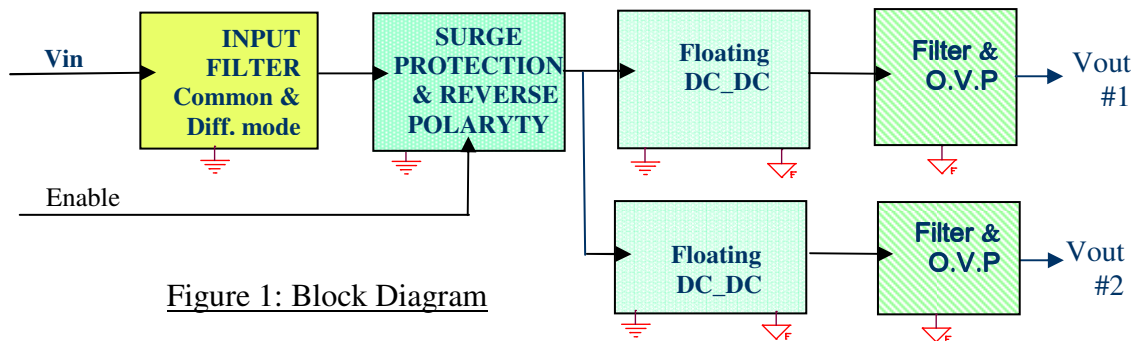 Vin
INPUT
FILTER
Common &
Diff. mode
SURGE
PROTECTION
& REVERSE
POLARYTY
Floating
DC_DC
Filter &
O.V.P
Vout
#1
Enable
F
F
Floating
DC_DC
Filter &
O.V.P
Vout
#2
F
F
Figure 1: Block Diagram